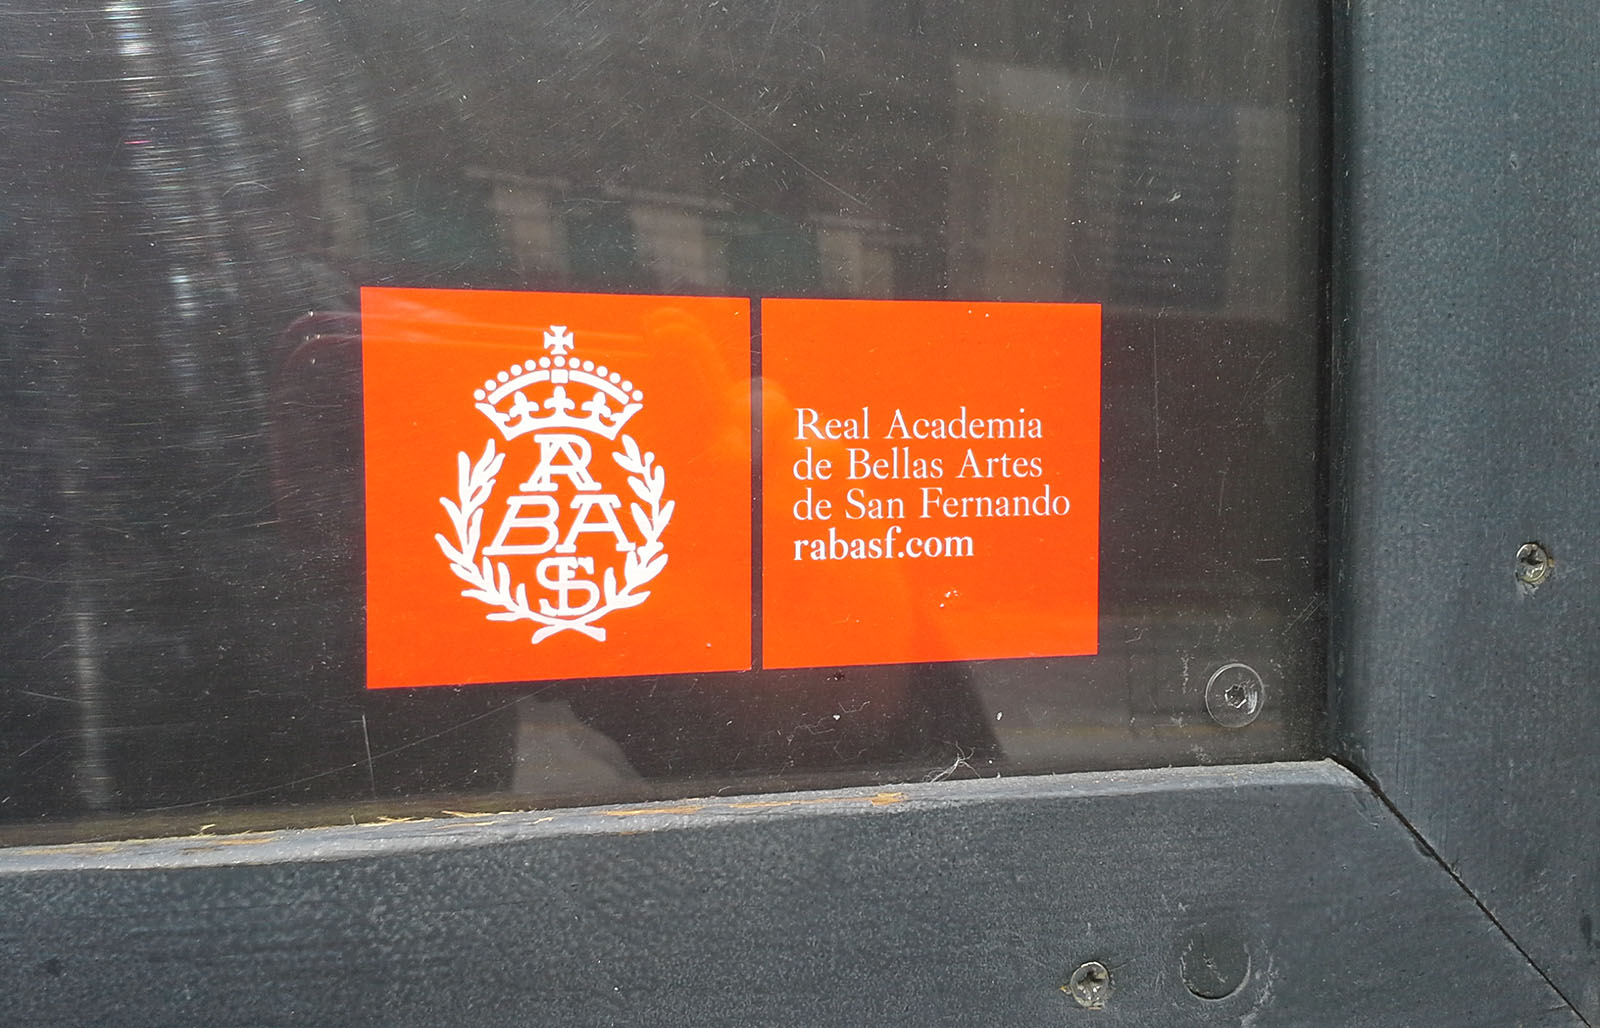 R
BA
SF
Real Academia
de Bellas Artes
de San Fernando
rabasf.com